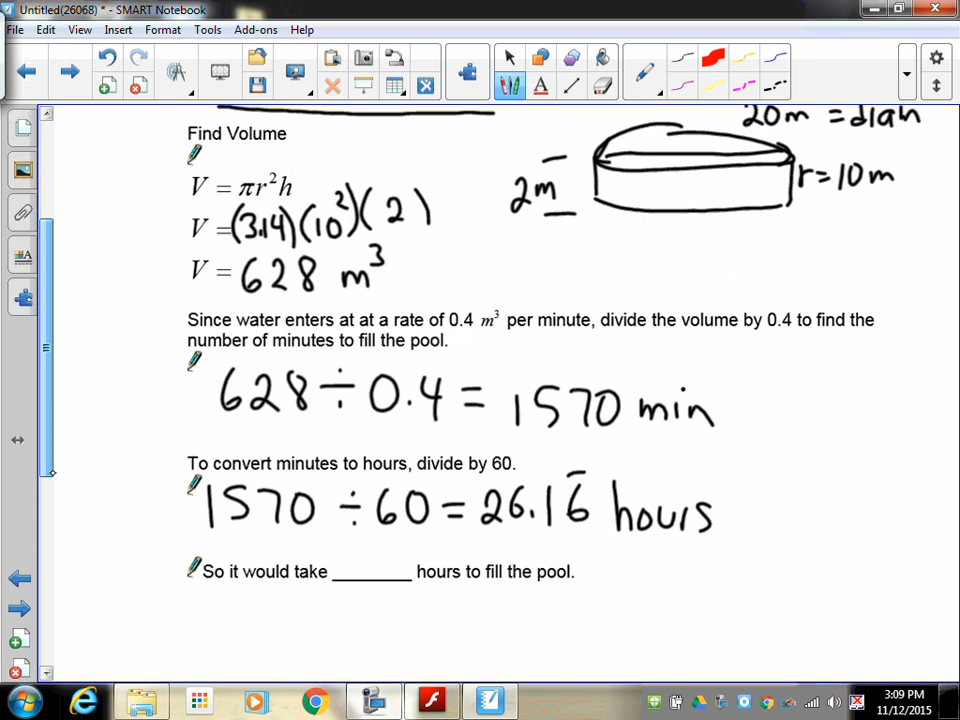 Untitled(26068) * - SMART Notebook
File Edit View Insert Format Tools Add-ons Help
20m = diam
Find Volume
V = πr²h
2m
r = 10m
V = (3.14)(10²)(2)
V = 628 m³
Since water enters at at a rate of 0.4 m³ per minute, divide the volume by 0.4 to find the
number of minutes to fill the pool.
628 ÷ 0.4 = 1570 min
To convert minutes to hours, divide by 60.
1570 ÷ 60 = 26.16̅ hours
So it would take ________ hours to fill the pool.
3:09 PM
11/12/2015